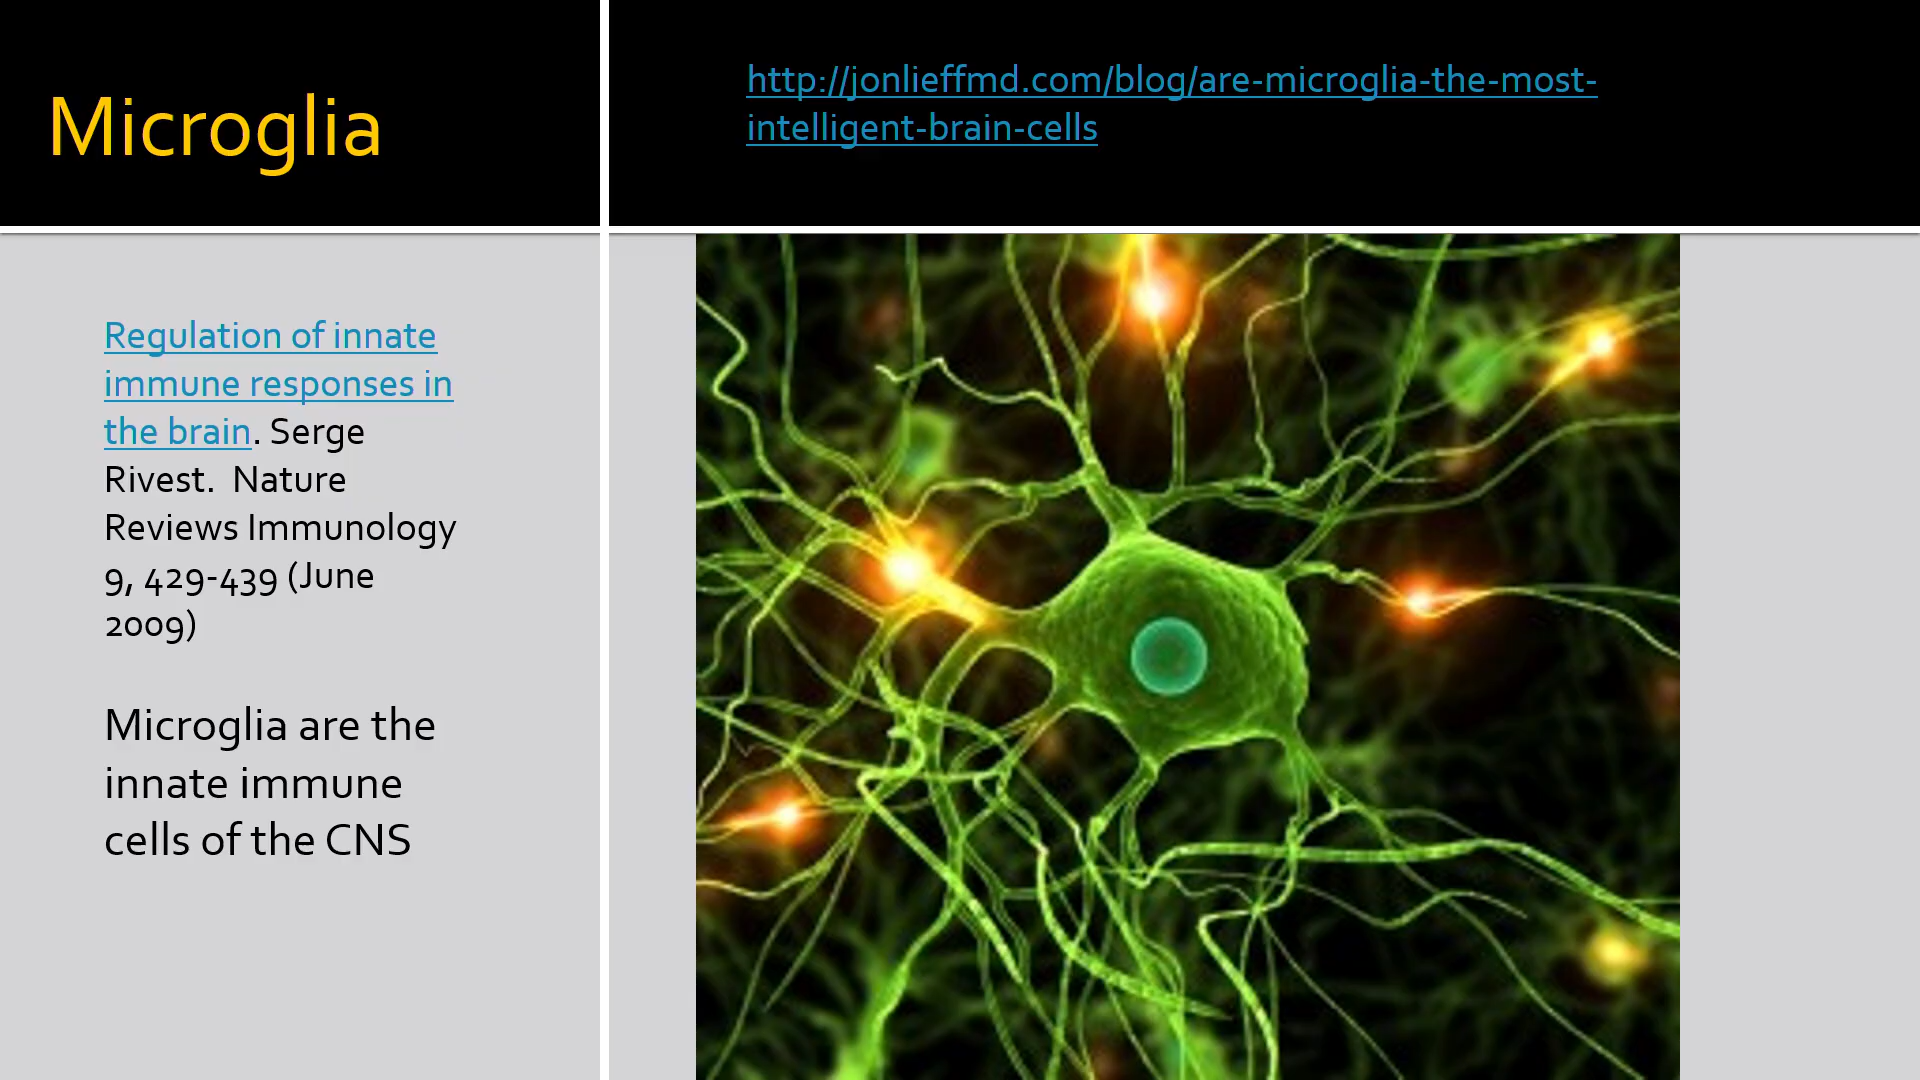 Microglia
http://jonlieffmd.com/blog/are-microglia-the-most-
intelligent-brain-cells
Regulation of innate
immune responses in
the brain. Serge
Rivest.  Nature
Reviews Immunology
9, 429-439 (June
2009)
Microglia are the
innate immune
cells of the CNS